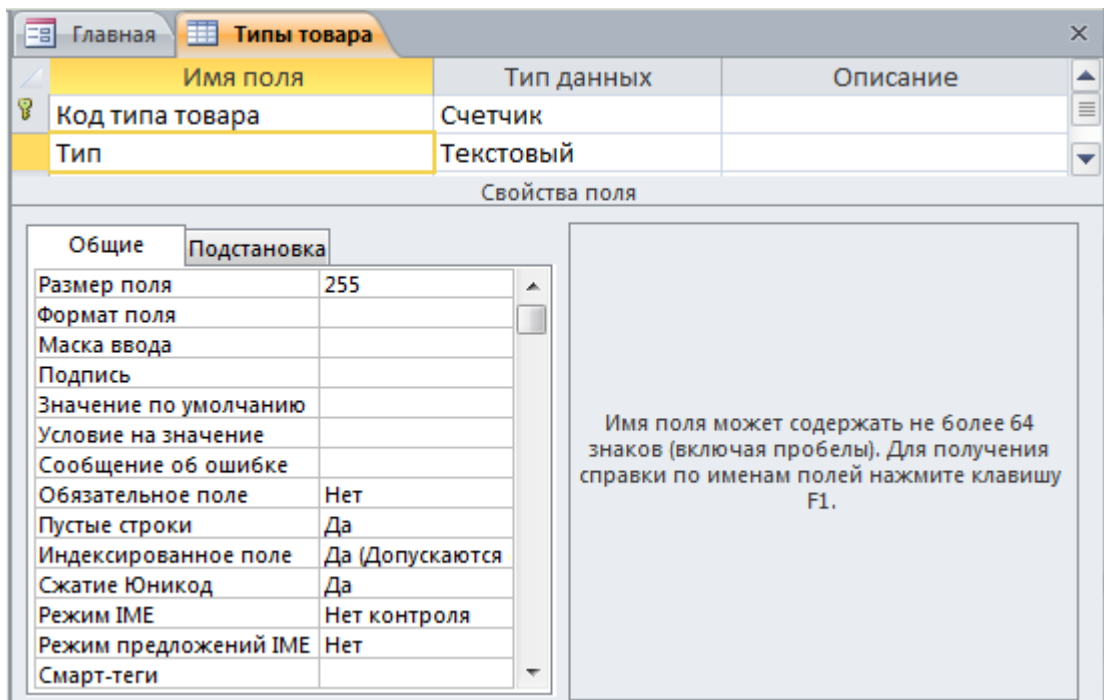 Главная Типы товара
Имя поля Тип данных Описание
Код типа товара Счетчик
Тип Текстовый
Свойства поля
Общие Подстановка
Размер поля 255
Формат поля
Маска ввода
Подпись
Значение по умолчанию
Условие на значение
Сообщение об ошибке
Обязательное поле Нет
Пустые строки Да
Индексированное поле Да (Допускаются
Сжатие Юникод Да
Режим IME Нет контроля
Режим предложений IME Нет
Смарт-теги
Имя поля может содержать не более 64
знаков (включая пробелы). Для получения
справки по именам полей нажмите клавишу
F1.